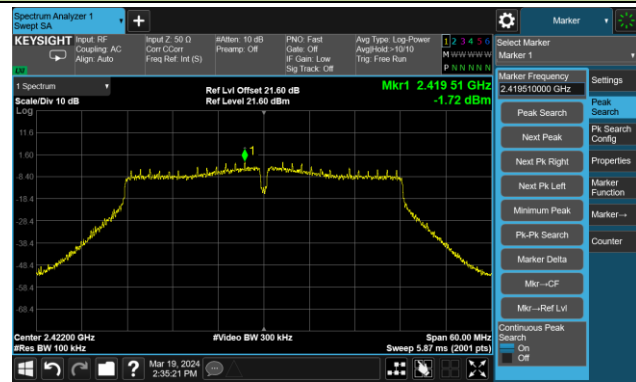 Spectrum Analyzer 1
Swept SA
+
Marker
KEYSIGHT
Input: RF
Coupling: AC
Align: Auto
Input Z: 50 Ω
Corr CCorr
Freq Ref: Int (S)
#Atten: 10 dB
Preamp: Off
PNO: Fast
Gate: Off
IF Gain: Low
Sig Track: Off
Avg Type: Log-Power
Avg|Hold:>10/10
Trig: Free Run
1 2 3 4 5 6
M W W W W W
P N N N N N
LW
Select Marker
Marker 1
1 Spectrum
Scale/Div 10 dB
Log
Ref Lvl Offset 21.60 dB
Ref Level 21.60 dBm
Mkr1 2.419 51 GHz
-1.72 dBm
11.6
1.60
-8.40
-18.4
-28.4
-38.4
-48.4
-58.4
-68.4
1
Center 2.42200 GHz
#Res BW 100 kHz
#Video BW 300 kHz
Span 60.00 MHz
Sweep 5.87 ms (2001 pts)
Marker Frequency
2.419510000 GHz
Peak Search
Next Peak
Next Pk Right
Next Pk Left
Minimum Peak
Pk-Pk Search
Marker Delta
Mkr→CF
Mkr→Ref Lvl
Continuous Peak
Search
On
Off
Settings
Peak
Search
Pk Search
Config
Properties
Marker
Function
Marker→
Counter
?
Mar 19, 2024
2:35:21 PM